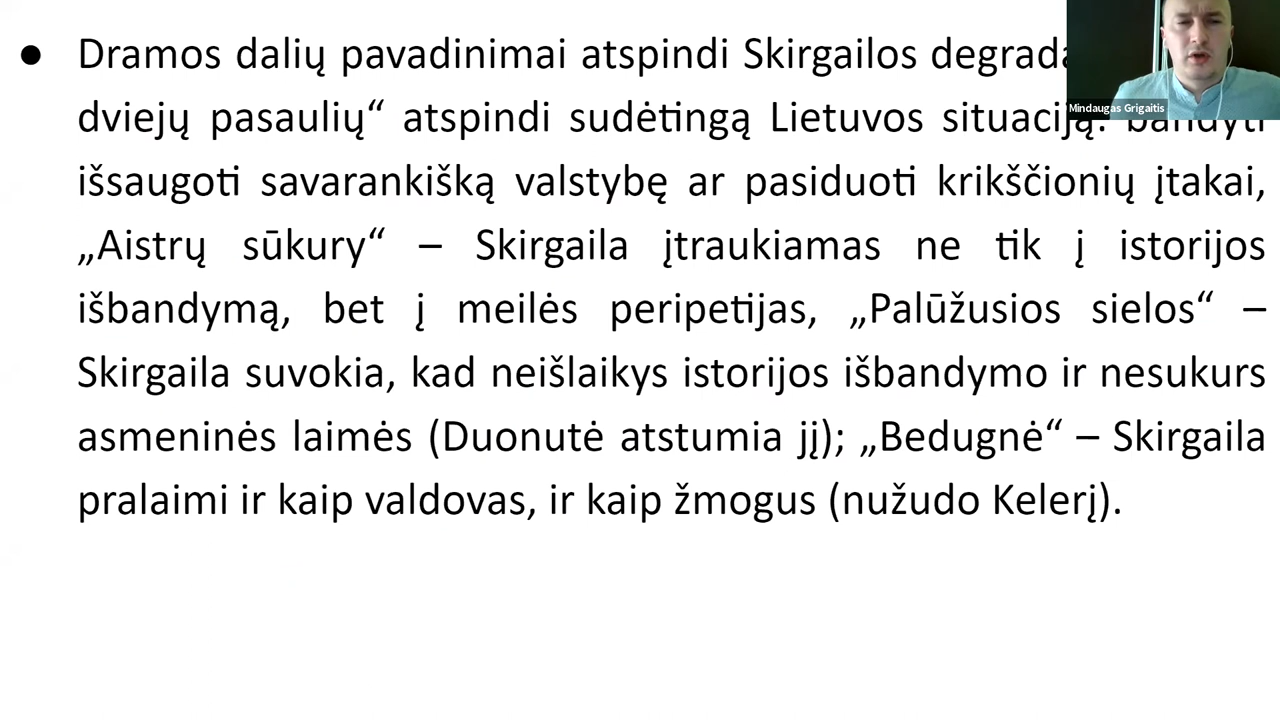 ● Dramos dalių pavadinimai atspindi Skirgailos
Mindaugas Grigaitis
dviejų pasaulių“ atspindi sudėtingą Lietuvos situaciją: bandyti
išsaugoti savarankišką valstybę ar pasiduoti krikščionių įtakai,
„Aistrų sūkury“ – Skirgaila įtraukiamas ne tik į istorijos
išbandymą, bet į meilės peripetijas, „Palūžusios sielos“ –
Skirgaila suvokia, kad neišlaikys istorijos išbandymo ir nesukurs
asmeninės laimės (Duonutė atstumia jį); „Bedugnė“ – Skirgaila
pralaimi ir kaip valdovas, ir kaip žmogus (nužudo Kelerį).